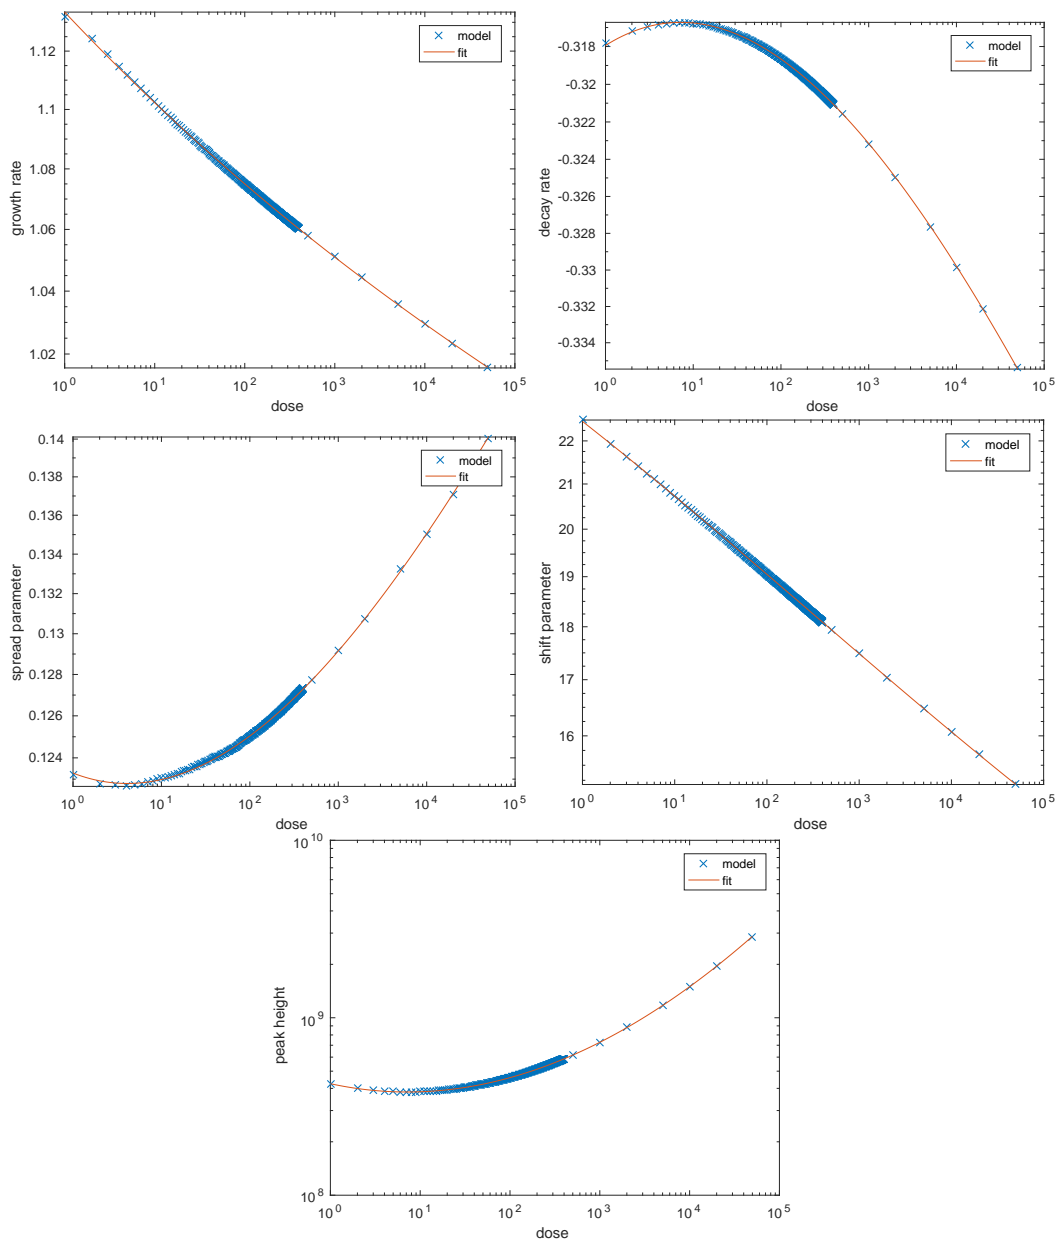 1.12
1.1
1.08
1.06
1.04
1.02
growth rate
10^0 10^1 10^2 10^3 10^4 10^5
dose
model
fit
-0.318
-0.32
-0.322
-0.324
-0.326
-0.328
-0.33
-0.332
-0.334
decay rate
10^0 10^1 10^2 10^3 10^4 10^5
dose
model
fit
0.14
0.138
0.136
0.134
0.132
0.13
0.128
0.126
0.124
spread parameter
10^0 10^1 10^2 10^3 10^4 10^5
dose
model
fit
22
21
20
19
18
17
16
shift parameter
10^0 10^1 10^2 10^3 10^4 10^5
dose
model
fit
10^10
10^9
10^8
peak height
10^0 10^1 10^2 10^3 10^4 10^5
dose
model
fit